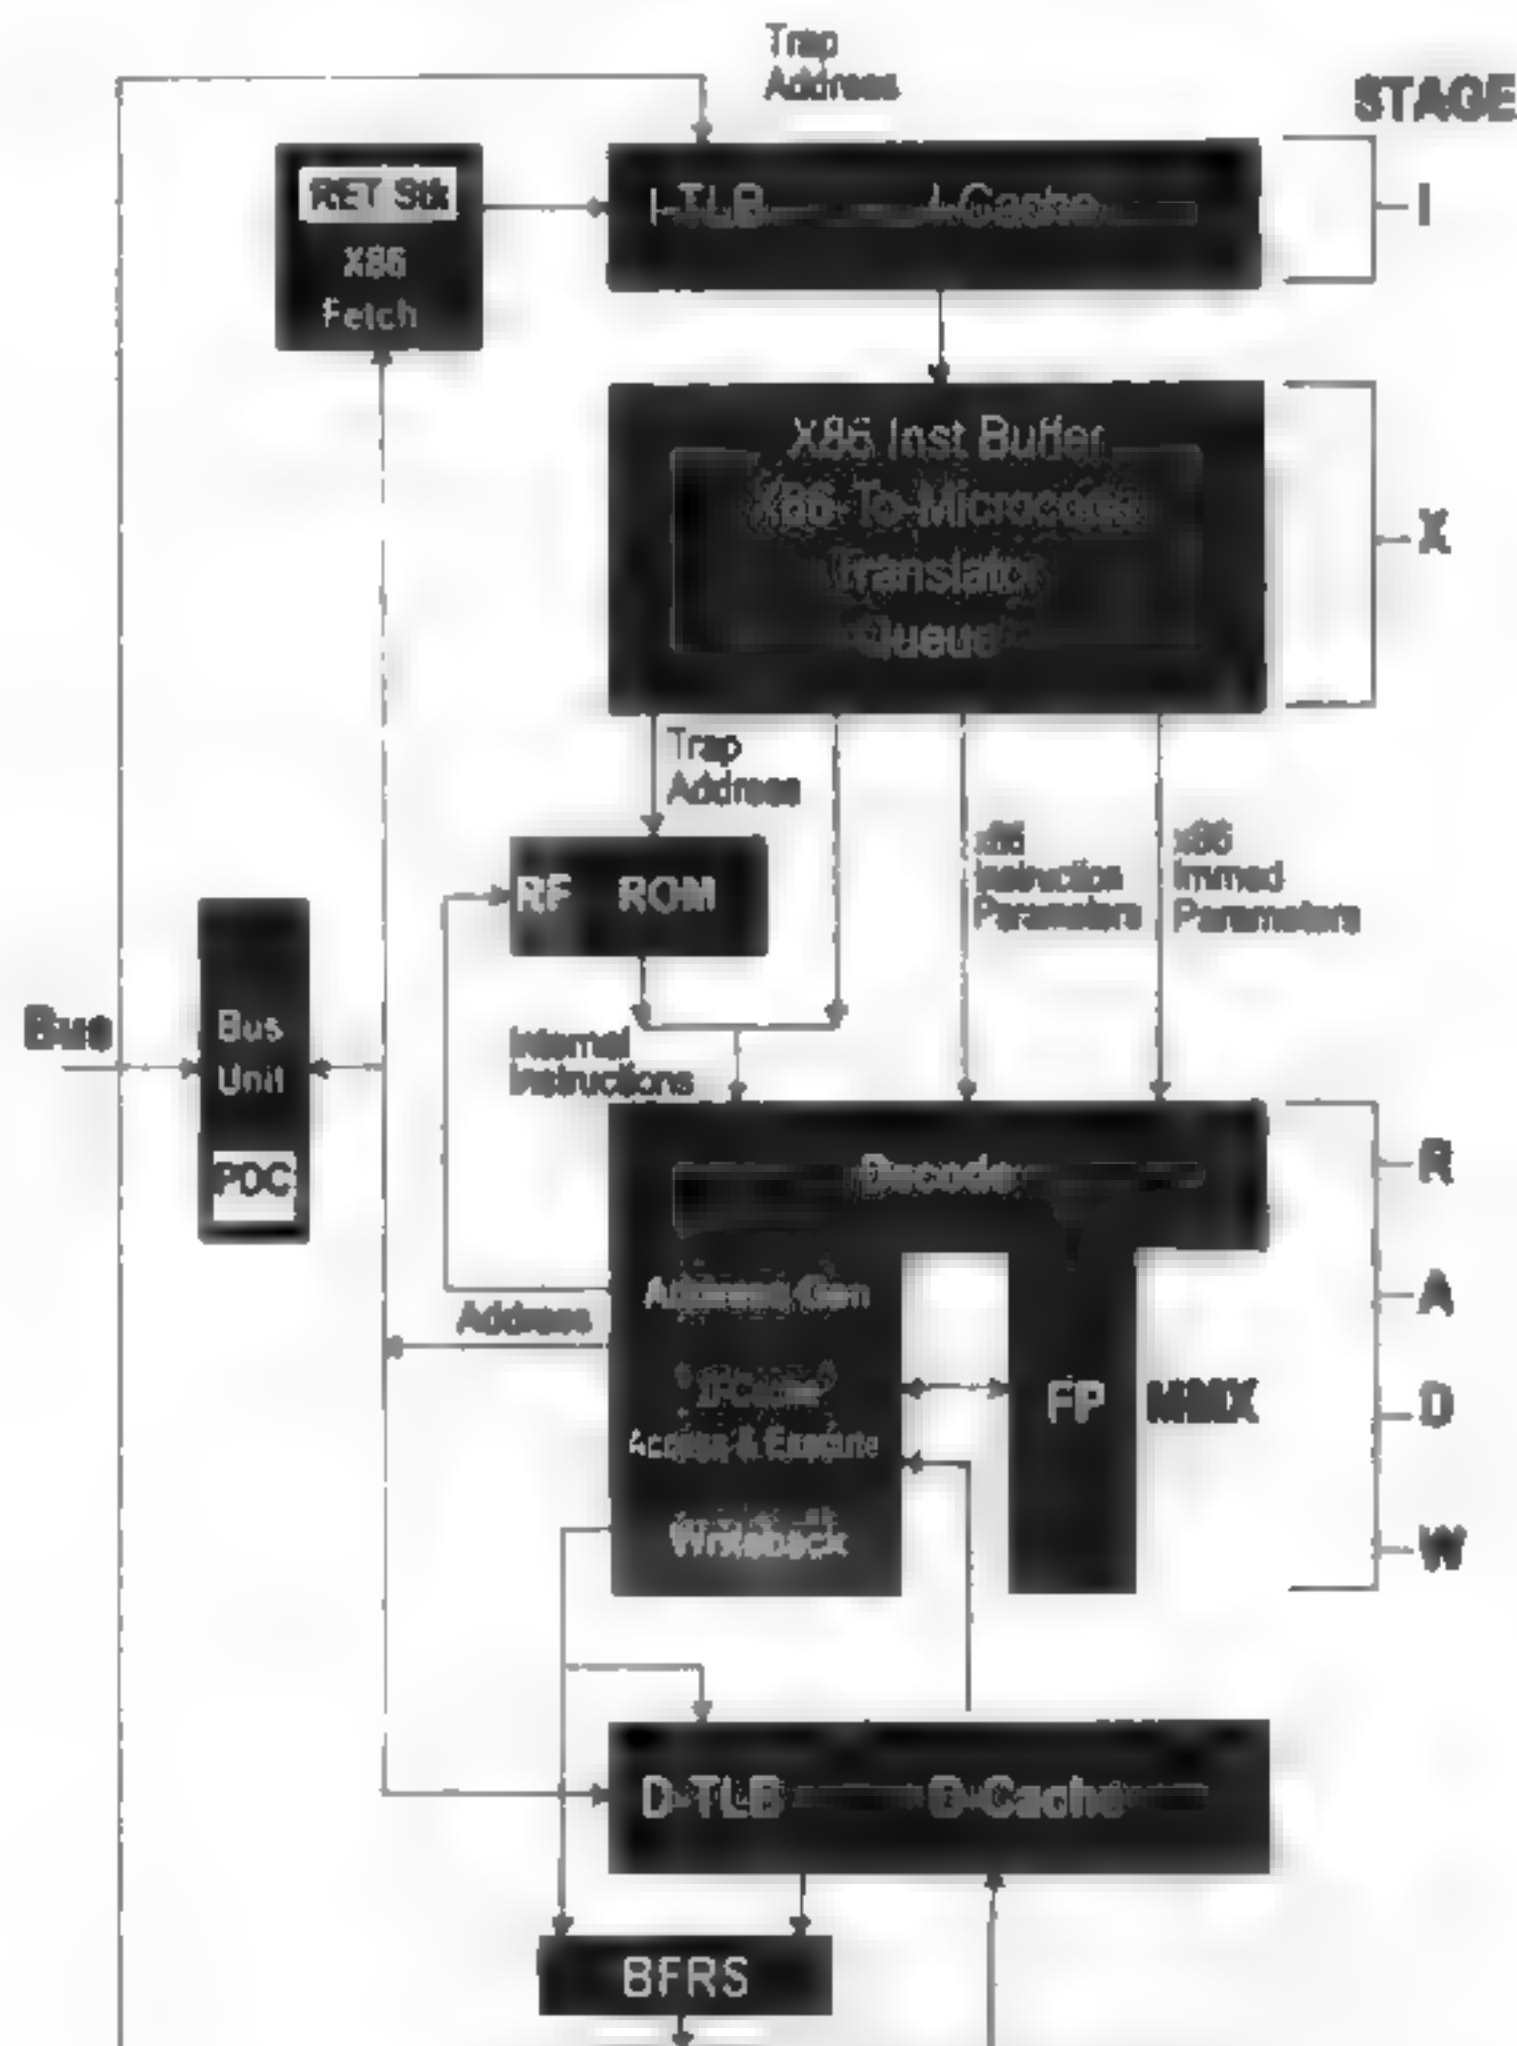 Trap
Address
STAGE
RET Stk
I-TLB I-Cache
I
X86
Fetch
X86 Inst Buffer
X86-To-Microcode
X
Translator
Queue
Trap
Address
x86
Instruction
Parameters
x86
Immed
Parameters
RF ROM
Bus
Bus
Unit
Internal
Instructions
PDC
Decode
R
Address Gen
A
Address
FP MMX
D
Access & Execute
Writeback
W
D-TLB D-Cache
BFRS